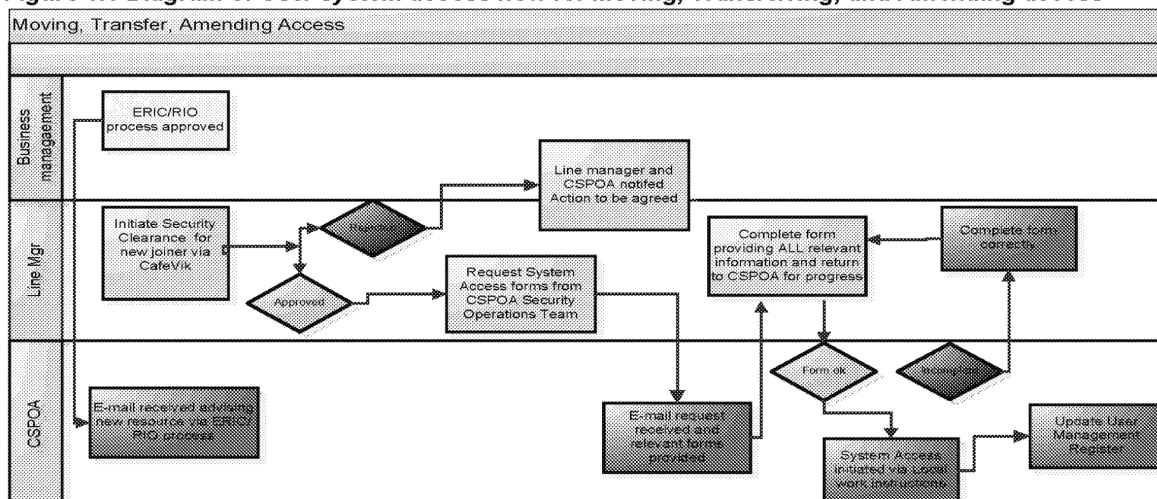 Moving, Transfer, Amending Access
Business
managaement
ERIC/RIO
process approved
Line manager and
CSPOA notifed
Action to be agreed
Line Mgr
Initiate Security
Clearance for
new joiner via
CafeVik
Rejected
Approved
Request System
Access forms from
CSPOA Security
Operations Team
Complete form
providing ALL relevant
information and return
to CSPOA for progress
Complete form
correctly
CSPOA
E-mail received advising
new resource via ERIC/
RIO process
E-mail request
received and
relevant forms
provided
Form ok
Incomplete
System Access
initiated via Local
work instructions
Update User
Management
Register